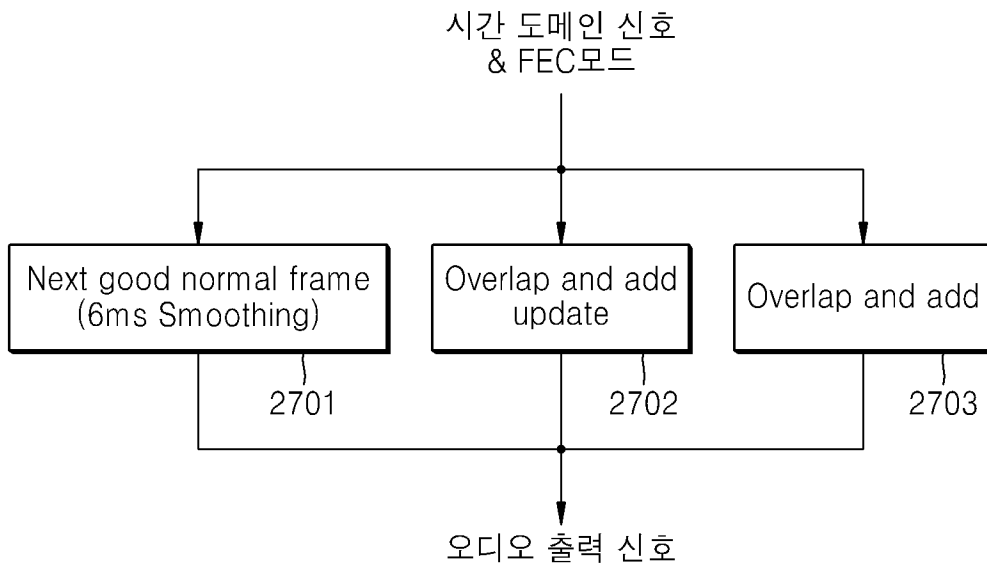 시간 도메인 신호
& FEC모드
Next good normal frame
(6ms Smoothing)
Overlap and add
update
Overlap and add
2701
2702
2703
오디오 출력 신호